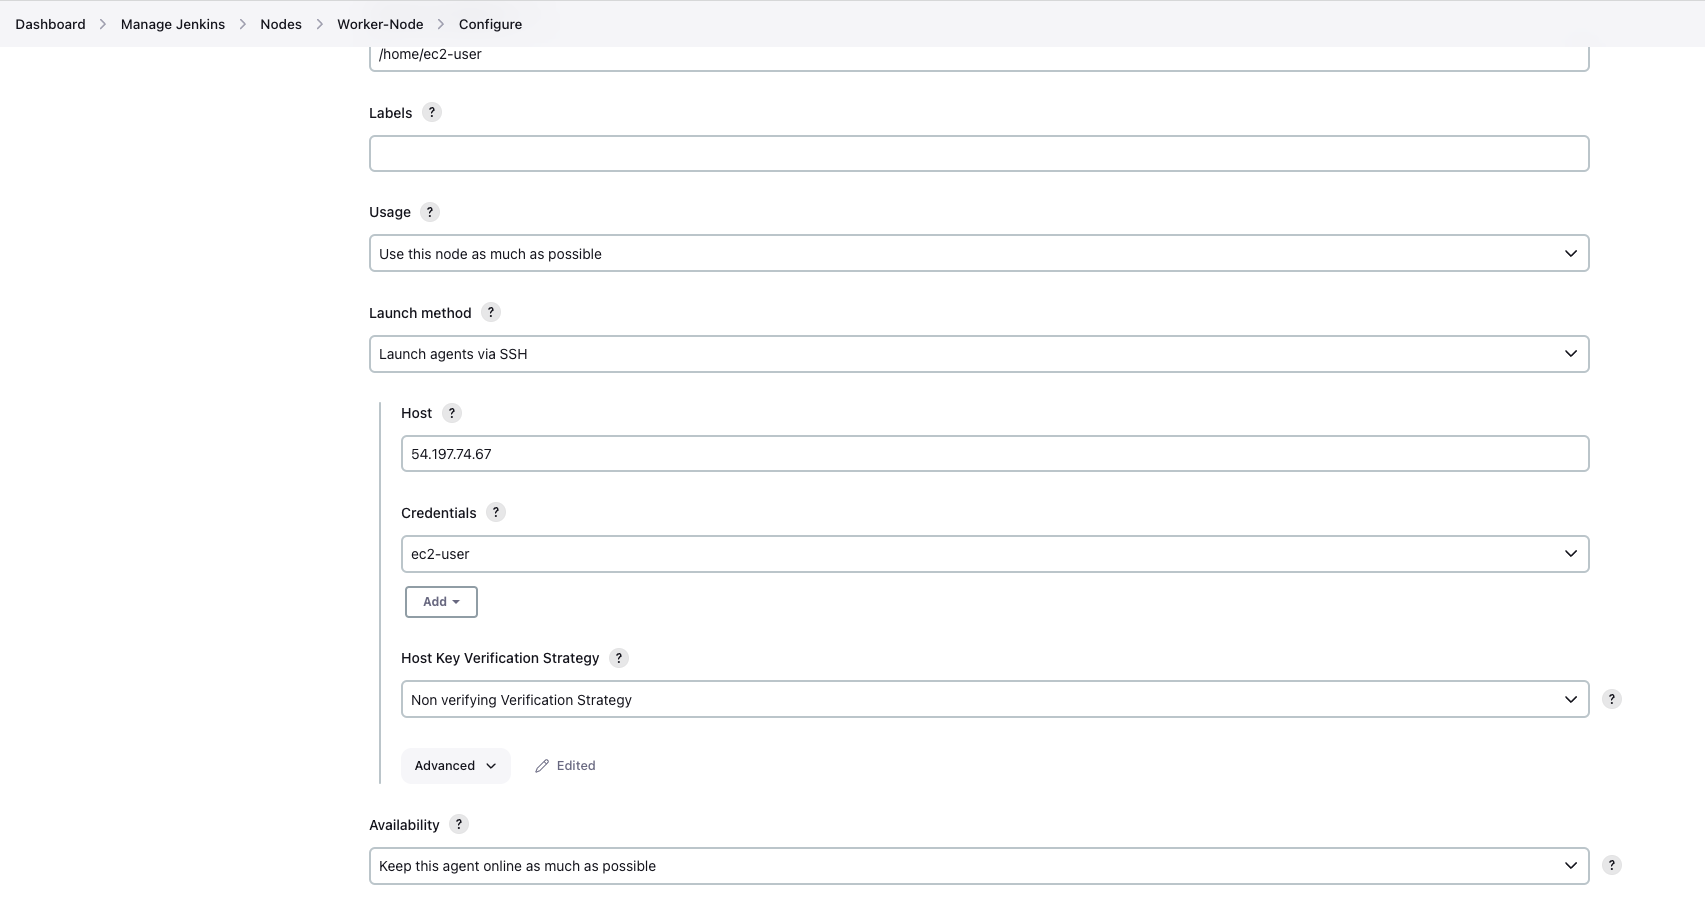 Dashboard > Manage Jenkins > Nodes > Worker-Node > Configure
/home/ec2-user
Labels ?
Usage ?
Use this node as much as possible
Launch method ?
Launch agents via SSH
Host ?
54.197.74.67
Credentials ?
ec2-user
Add
Host Key Verification Strategy ?
Non verifying Verification Strategy ?
Advanced Edited
Availability ?
Keep this agent online as much as possible ?